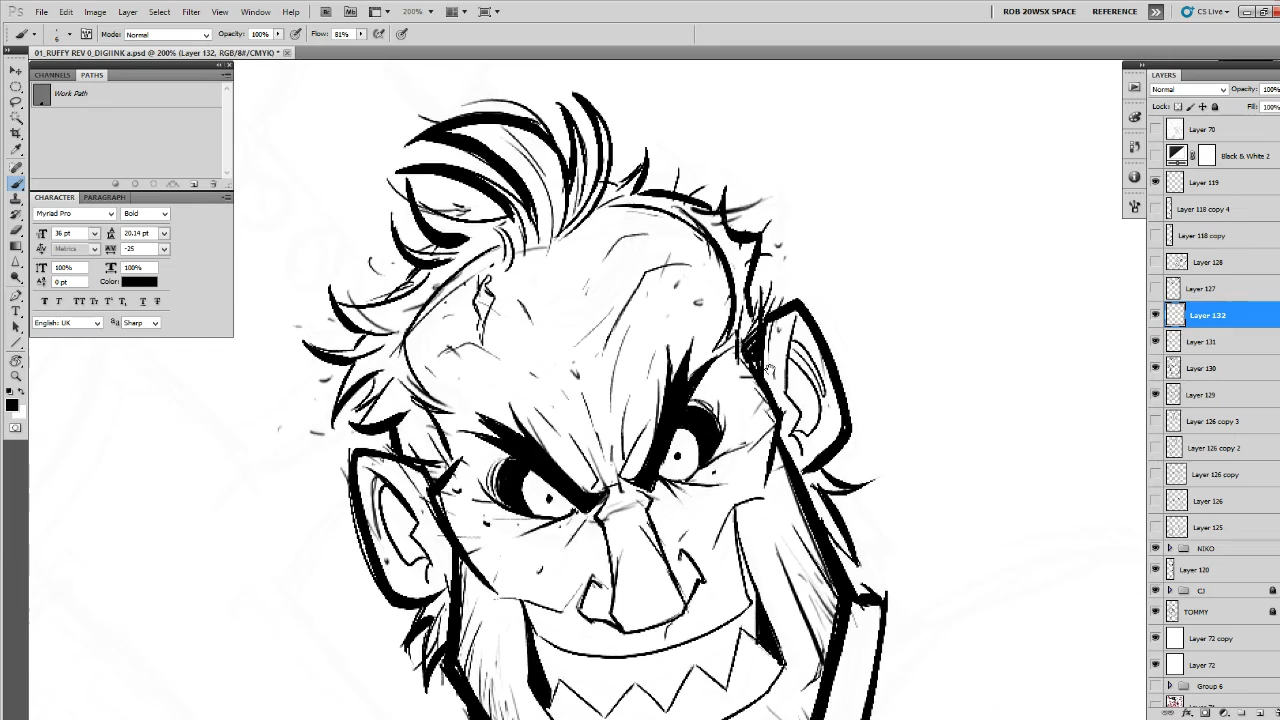 Ps File Edit Image Layer Select Filter View Window Help Br Mb 200% ROB 20WSX SPACE REFERENCE CS Live
6 Mode: Normal Opacity: 100% Flow: 81%
01_RUFFY REV 0_DIGIINK a.psd @ 200% (Layer 132, RGB/8#/CMYK) *
CHANNELS PATHS
Work Path
CHARACTER PARAGRAPH
Myriad Pro Bold
36 pt 20.14 pt
Metrics -25
100% 100%
0 pt Color:
T T TT Tr T' T, T T
English: UK aa Sharp
LAYERS
Normal Opacity: 100%
Lock: Fill: 100%
Layer 70
Black & White 2
Layer 119
Layer 118 copy 4
Layer 118 copy
Layer 128
Layer 127
Layer 132
Layer 131
Layer 130
Layer 129
Layer 126 copy 3
Layer 126 copy 2
Layer 126 copy
Layer 126
Layer 125
NIKO
Layer 120
CJ
TOMMY
Layer 72 copy
Layer 72
Group 6